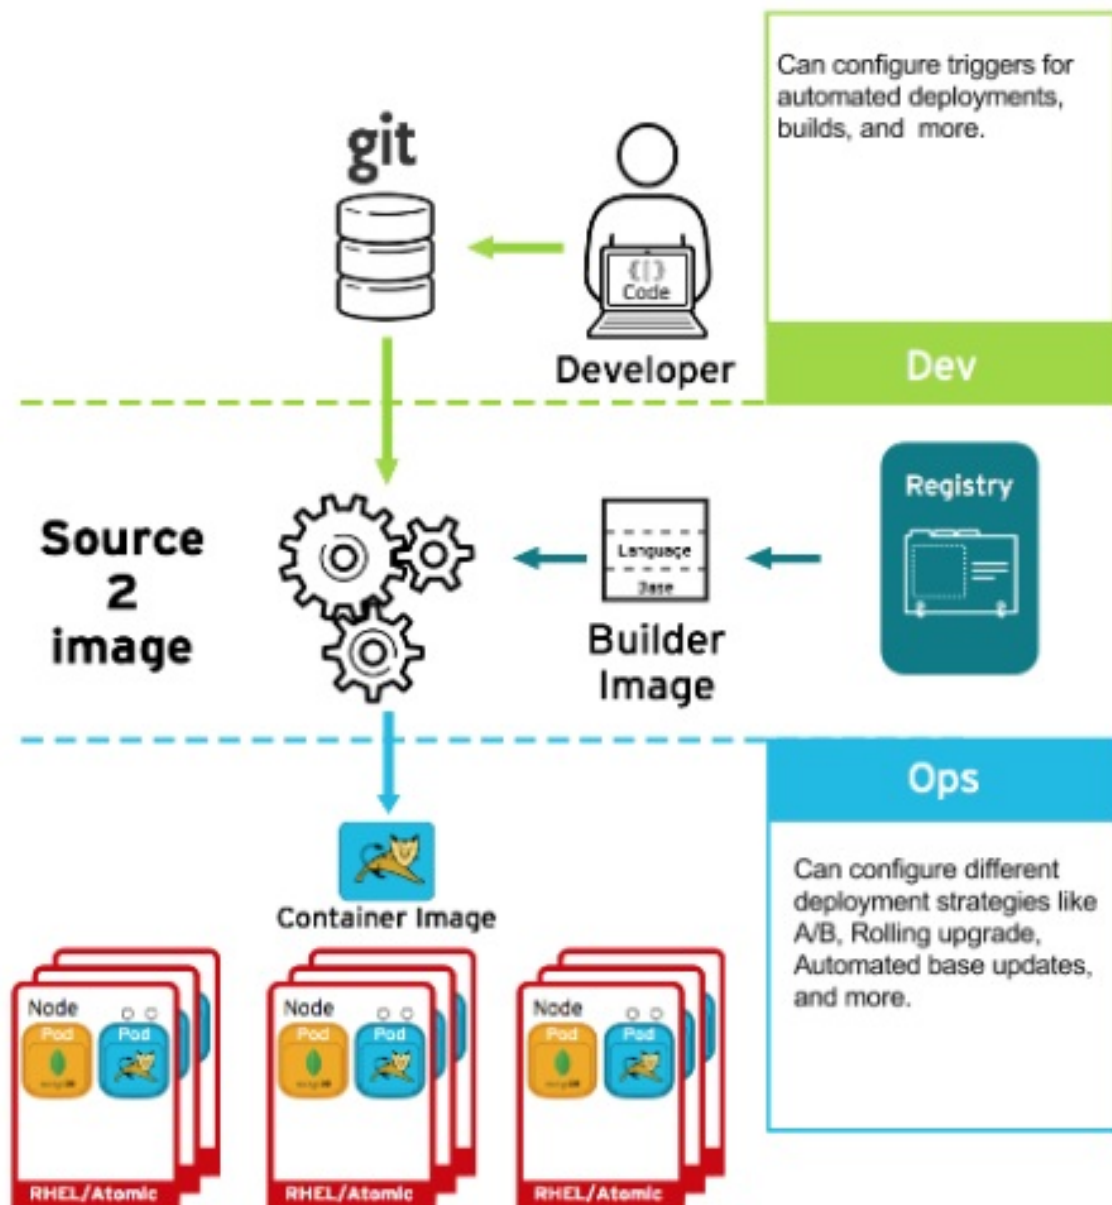 Can configure triggers for
automated deployments,
builds, and more.
git
{|}
Code
Developer
Dev
Registry
Source
2
image
Language
Base
Builder
Image
Ops
Can configure different
deployment strategies like
A/B, Rolling upgrade,
Automated base updates,
and more.
Container Image
Node
Pod
Pod
RHEL/Atomic
Node
Pod
Pod
RHEL/Atomic
Node
Pod
Pod
RHEL/Atomic